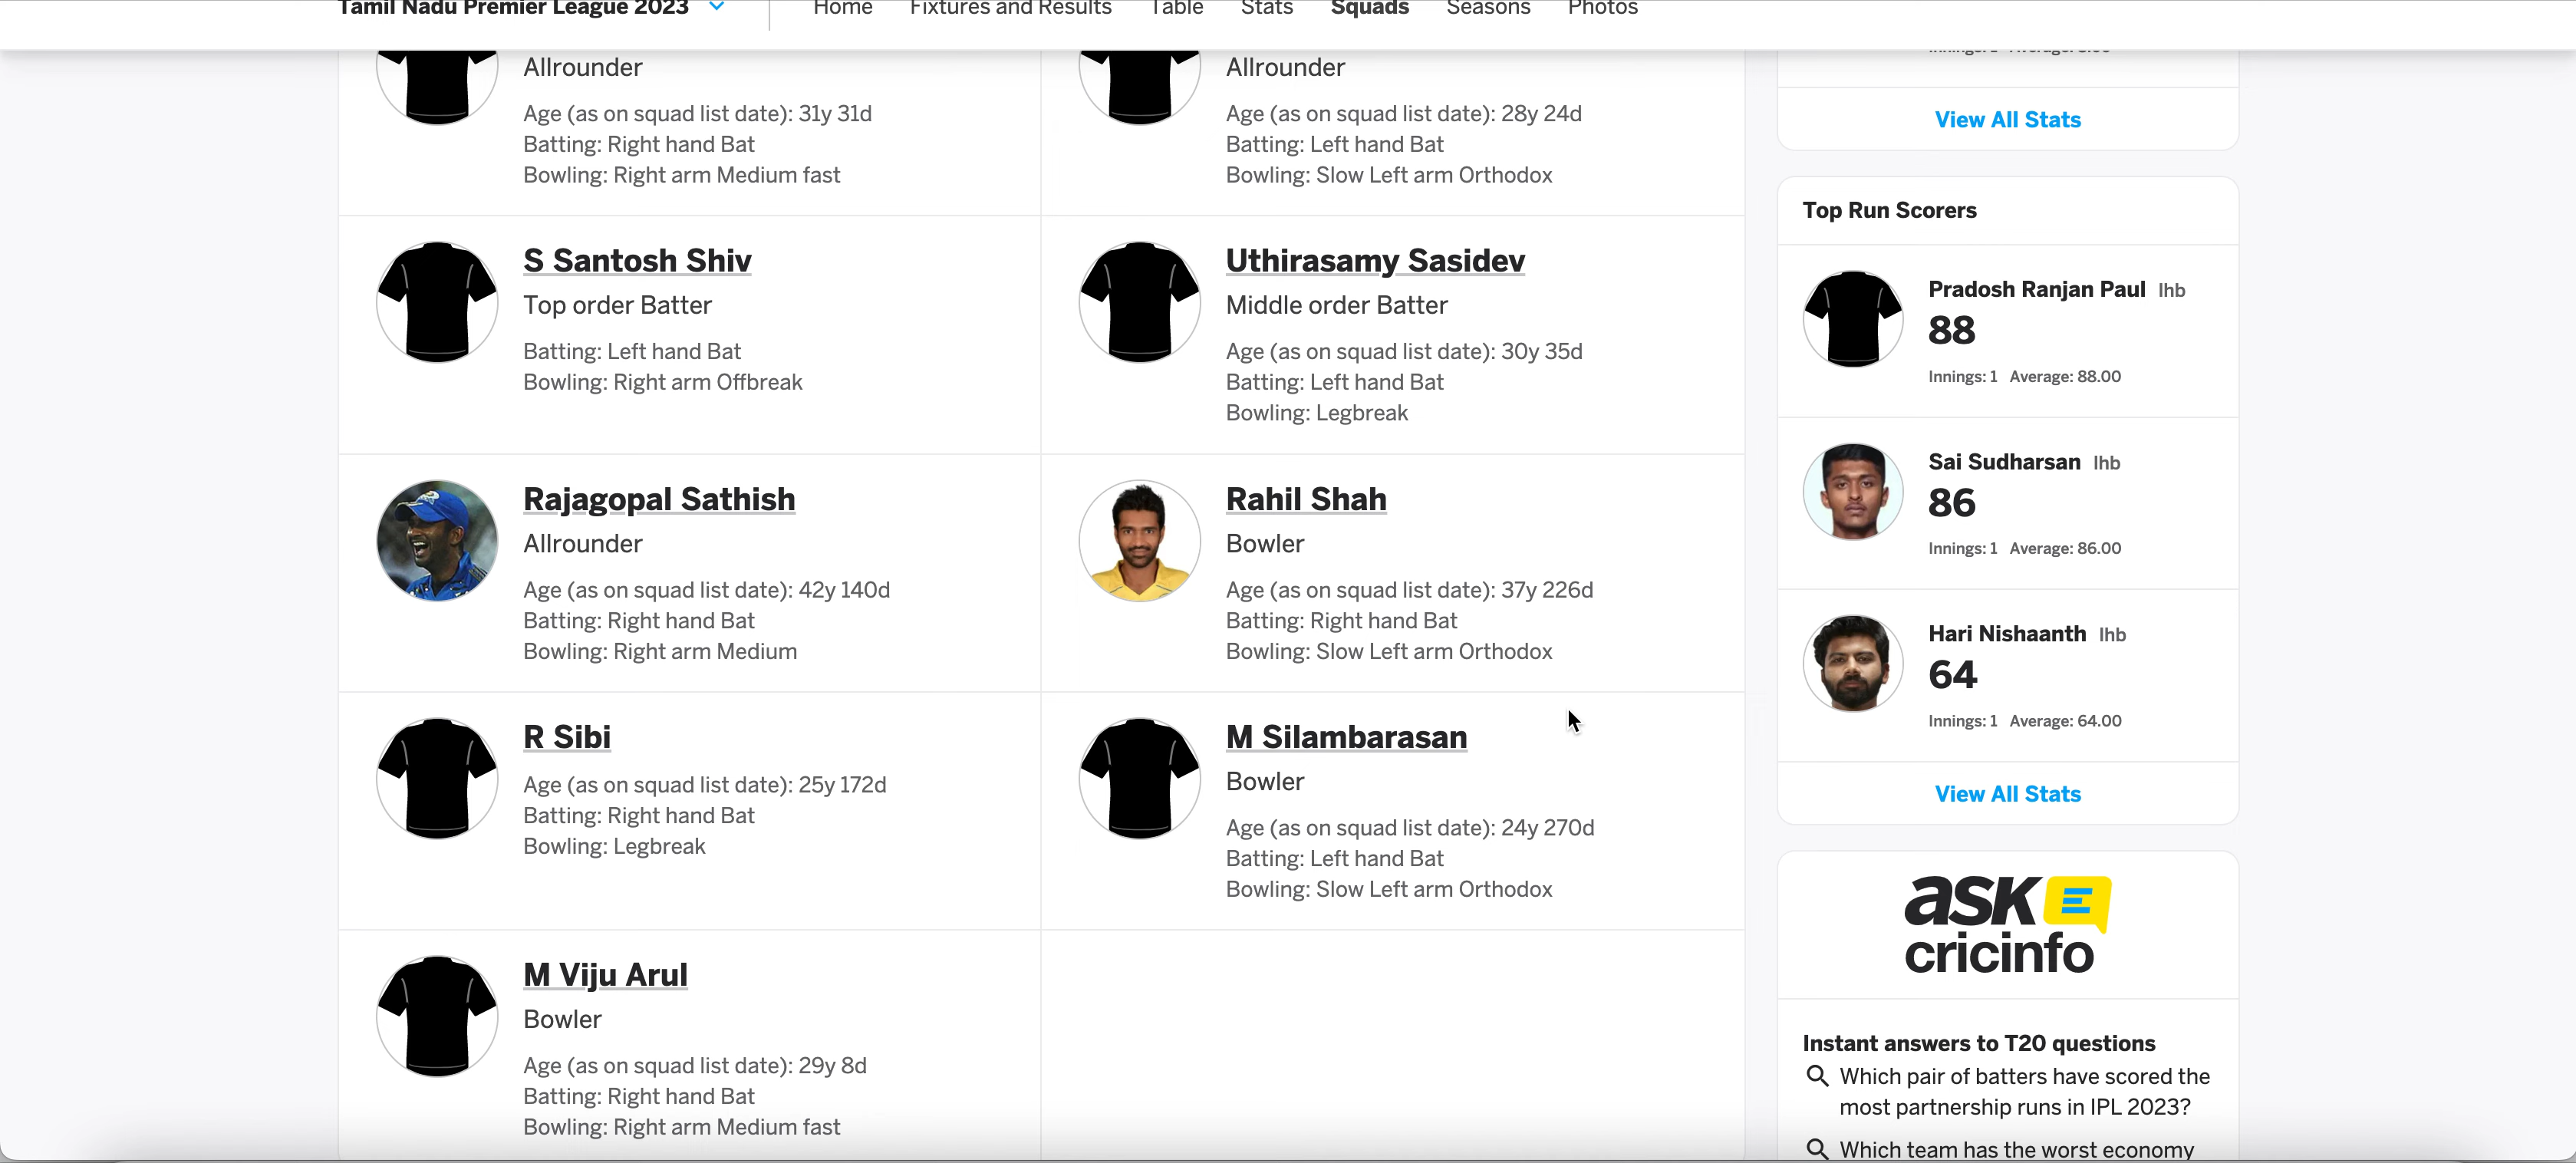 Tamil Nadu Premier League 2023
Home Fixtures and Results Table Stats Squads Seasons Photos
Allrounder
Age (as on squad list date): 31y 31d
Batting: Right hand Bat
Bowling: Right arm Medium fast
Allrounder
Age (as on squad list date): 28y 24d
Batting: Left hand Bat
Bowling: Slow Left arm Orthodox
S Santosh Shiv
Top order Batter
Batting: Left hand Bat
Bowling: Right arm Offbreak
Uthirasamy Sasidev
Middle order Batter
Age (as on squad list date): 30y 35d
Batting: Left hand Bat
Bowling: Legbreak
Rajagopal Sathish
Allrounder
Age (as on squad list date): 42y 140d
Batting: Right hand Bat
Bowling: Right arm Medium
Rahil Shah
Bowler
Age (as on squad list date): 37y 226d
Batting: Right hand Bat
Bowling: Slow Left arm Orthodox
R Sibi
Age (as on squad list date): 25y 172d
Batting: Right hand Bat
Bowling: Legbreak
M Silambarasan
Bowler
Age (as on squad list date): 24y 270d
Batting: Left hand Bat
Bowling: Slow Left arm Orthodox
M Viju Arul
Bowler
Age (as on squad list date): 29y 8d
Batting: Right hand Bat
Bowling: Right arm Medium fast
View All Stats
Top Run Scorers
Pradosh Ranjan Paul lhb
88
Innings: 1 Average: 88.00
Sai Sudharsan lhb
86
Innings: 1 Average: 86.00
Hari Nishaanth lhb
64
Innings: 1 Average: 64.00
View All Stats
ask
cricinfo
Instant answers to T20 questions
Which pair of batters have scored the
most partnership runs in IPL 2023?
Which team has the worst economy